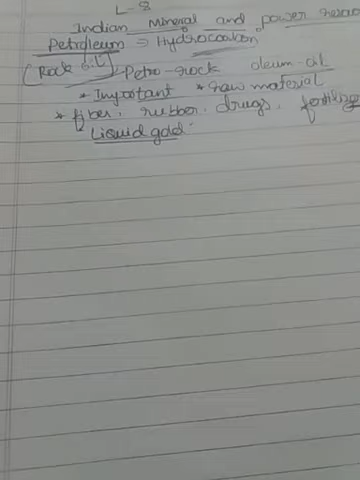 L-8
Indian Mineral and power resou
Petroleum => Hydrocarbon
(Rock oil) Petro-rock oleum-oil
* Important * raw material
* fiber, rubber, drugs, fertilizer
Liquid gold